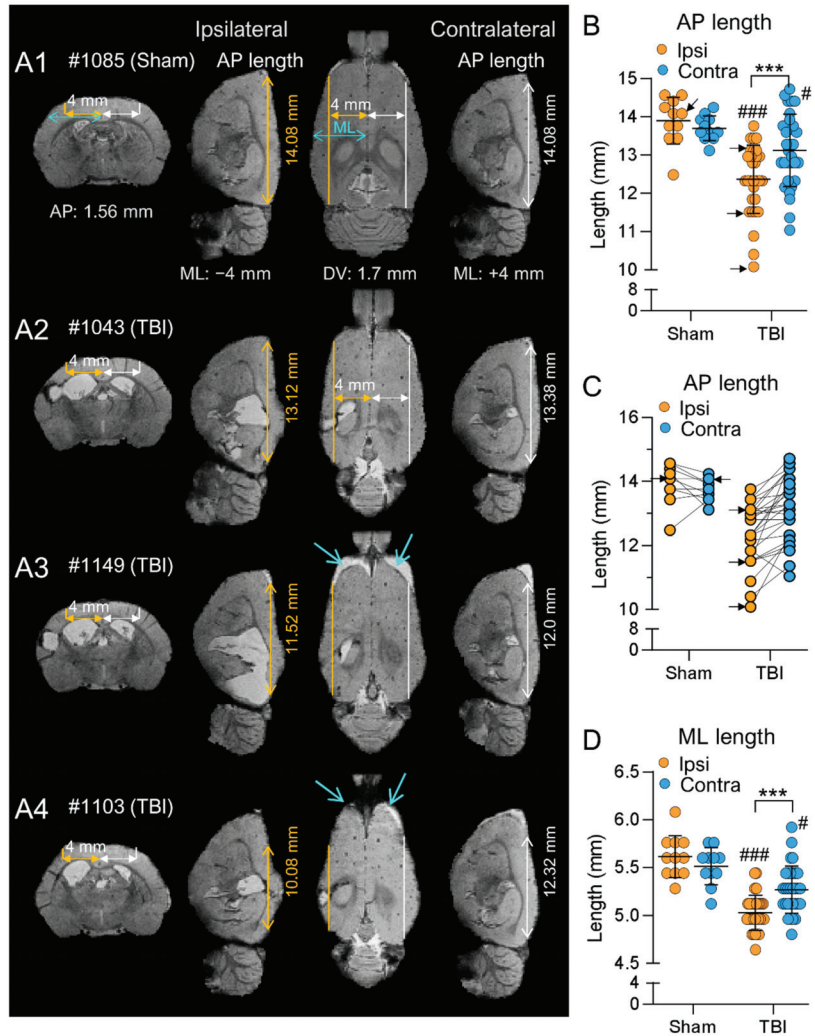 Ipsilateral
Contralateral
A1
#1085 (Sham)
AP length
AP length
4 mm
4 mm
ML
14.08 mm
14.08 mm
AP: 1.56 mm
ML: −4 mm
DV: 1.7 mm
ML: +4 mm
A2
#1043 (TBI)
4 mm
4 mm
13.12 mm
13.38 mm
A3
#1149 (TBI)
4 mm
11.52 mm
12.0 mm
A4
#1103 (TBI)
4 mm
10.08 mm
12.32 mm
B
AP length
Ipsi
Contra
***
###
#
Length (mm)
15
14
13
12
11
10
8
0
Sham
TBI
C
AP length
Ipsi
Contra
Length (mm)
16
14
12
10
8
0
Sham
TBI
D
ML length
Ipsi
Contra
***
###
#
Length (mm)
6.5
6.0
5.5
5.0
4.5
4
0
Sham
TBI